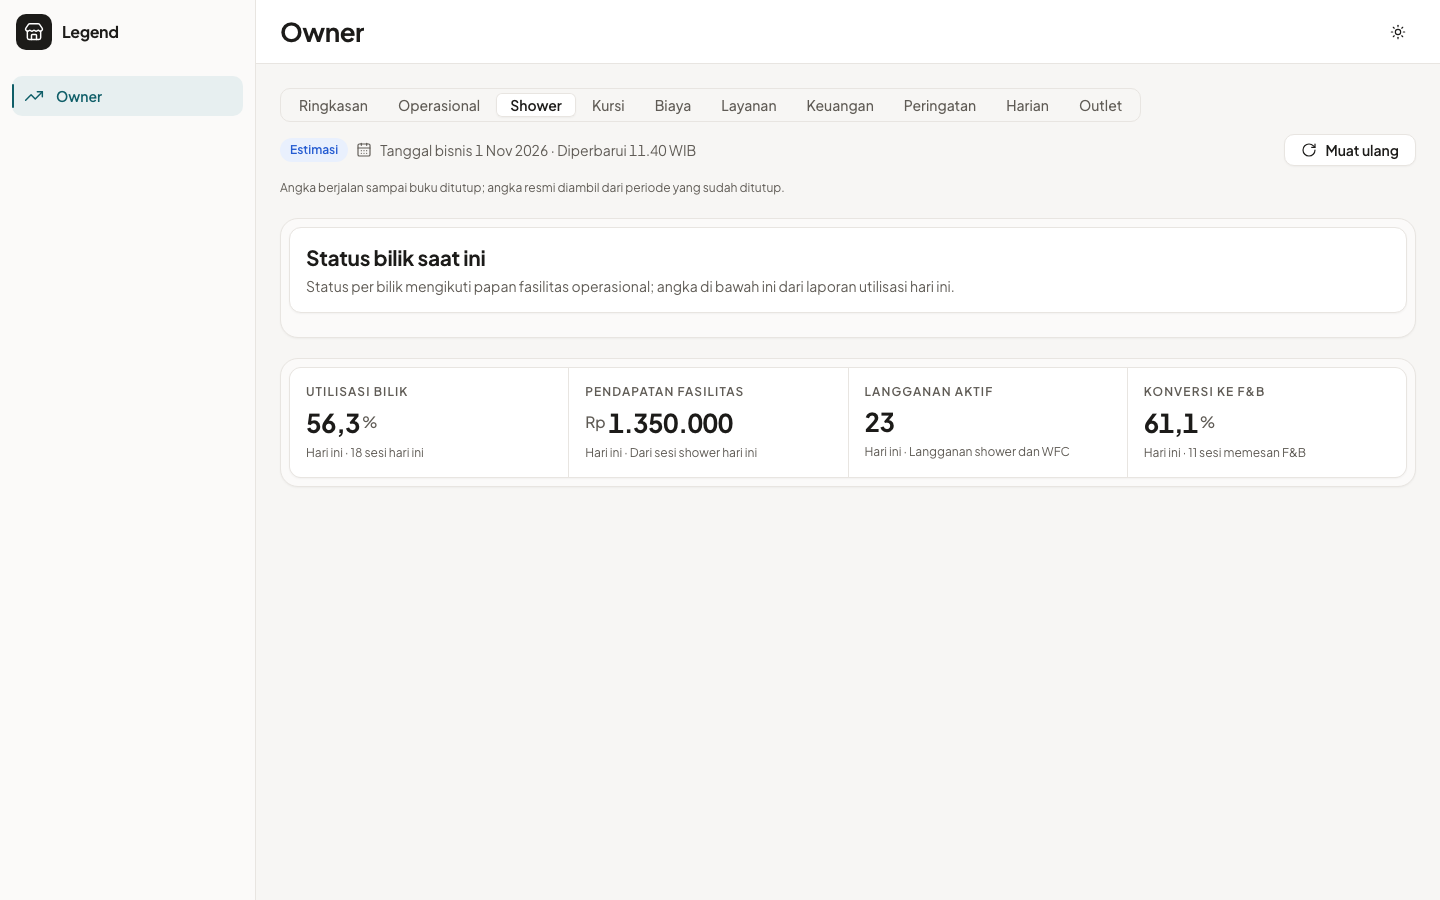 Legend
Owner
Owner
Ringkasan Operasional Shower Kursi Biaya Layanan Keuangan Peringatan Harian Outlet
Estimasi Tanggal bisnis 1 Nov 2026 · Diperbarui 11.40 WIB Muat ulang
Angka berjalan sampai buku ditutup; angka resmi diambil dari periode yang sudah ditutup.
Status bilik saat ini
Status per bilik mengikuti papan fasilitas operasional; angka di bawah ini dari laporan utilisasi hari ini.
UTILISASI BILIK
56,3%
Hari ini · 18 sesi hari ini
PENDAPATAN FASILITAS
Rp 1.350.000
Hari ini · Dari sesi shower hari ini
LANGGANAN AKTIF
23
Hari ini · Langganan shower dan WFC
KONVERSI KE F&B
61,1%
Hari ini · 11 sesi memesan F&B